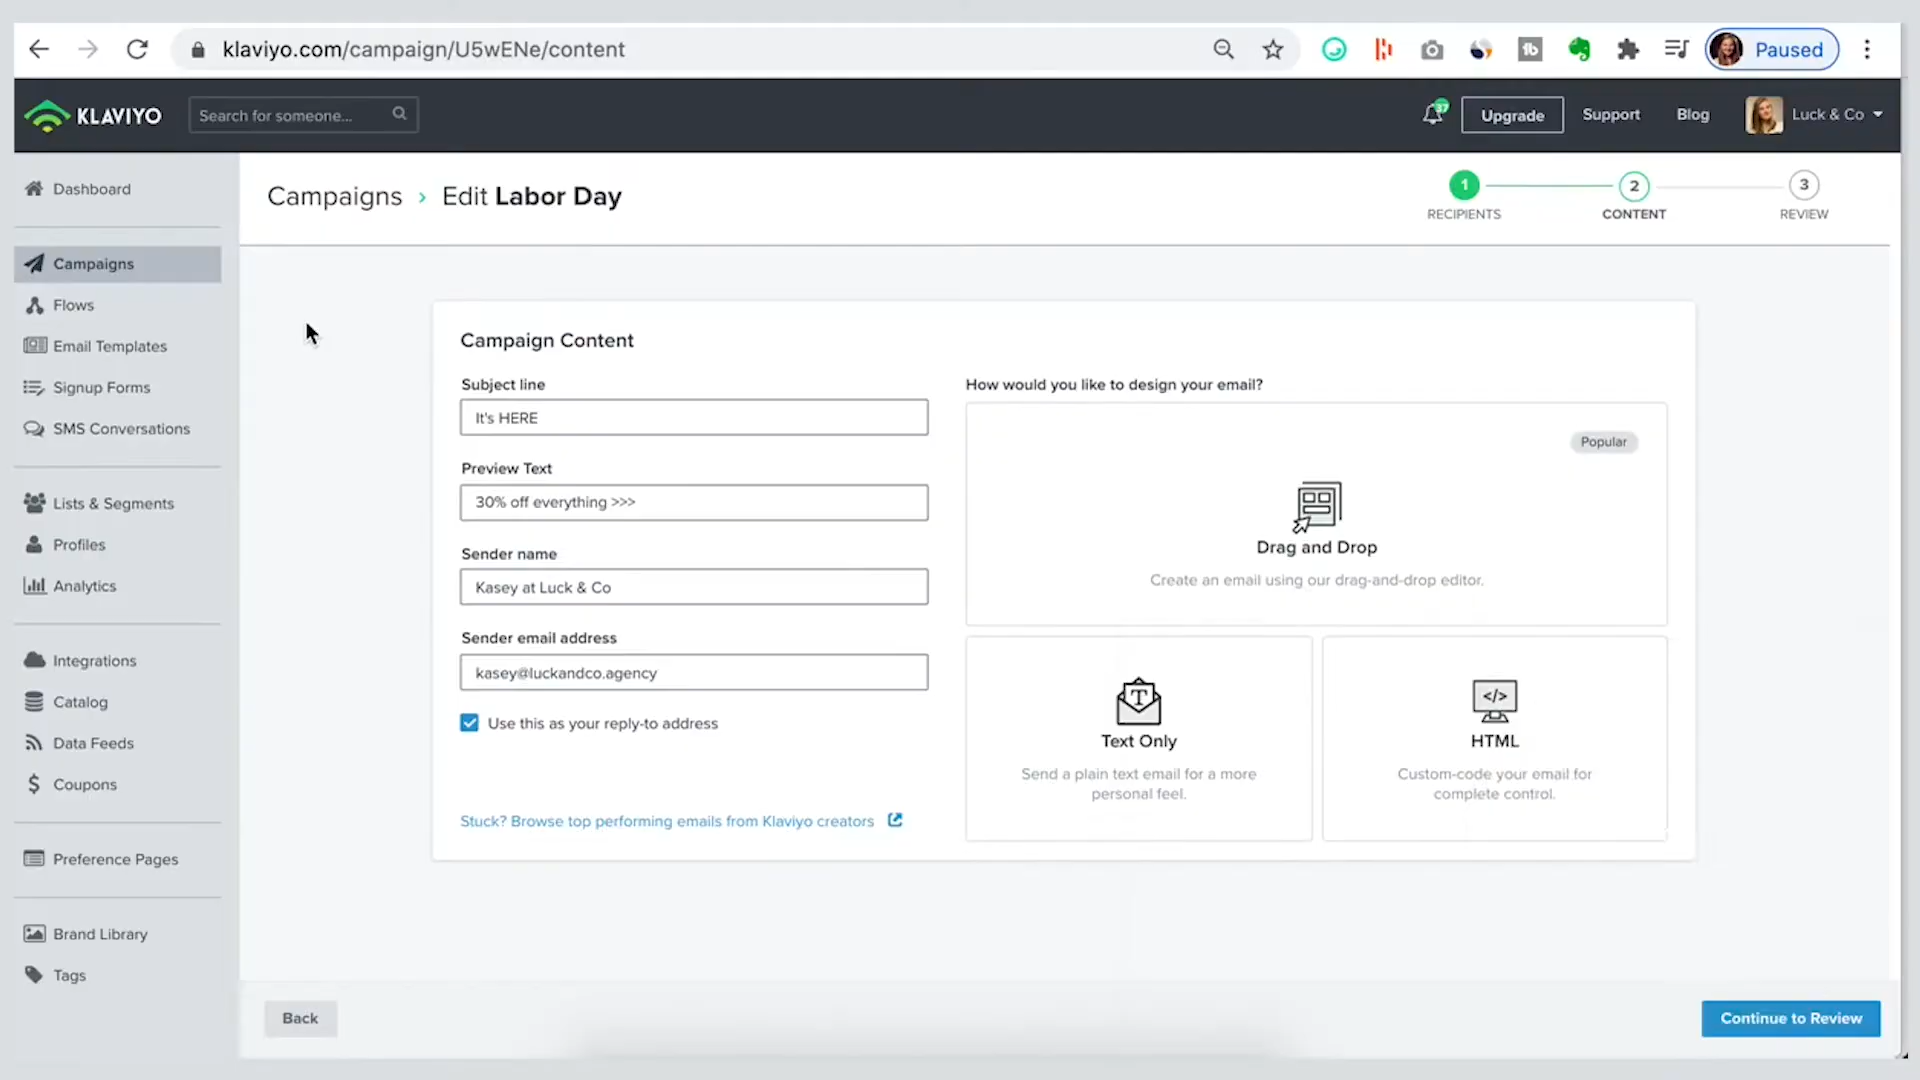 klaviyo.com/campaign/U5wENe/content
Paused
KLAVIYO
Search for someone...
37
Upgrade
Support
Blog
Luck & Co
Dashboard
Campaigns
Flows
Email Templates
Signup Forms
SMS Conversations
Lists & Segments
Profiles
Analytics
Integrations
Catalog
Data Feeds
Coupons
Preference Pages
Brand Library
Tags
Campaigns › Edit Labor Day
1
RECIPIENTS
2
CONTENT
3
REVIEW
Campaign Content
Subject line
It's HERE
Preview Text
30% off everything >>>
Sender name
Kasey at Luck & Co
Sender email address
kasey@luckandco.agency
Use this as your reply-to address
Stuck? Browse top performing emails from Klaviyo creators
How would you like to design your email?
Popular
Drag and Drop
Create an email using our drag-and-drop editor.
T
Text Only
Send a plain text email for a more
personal feel.
</>
HTML
Custom-code your email for
complete control.
Back
Continue to Review